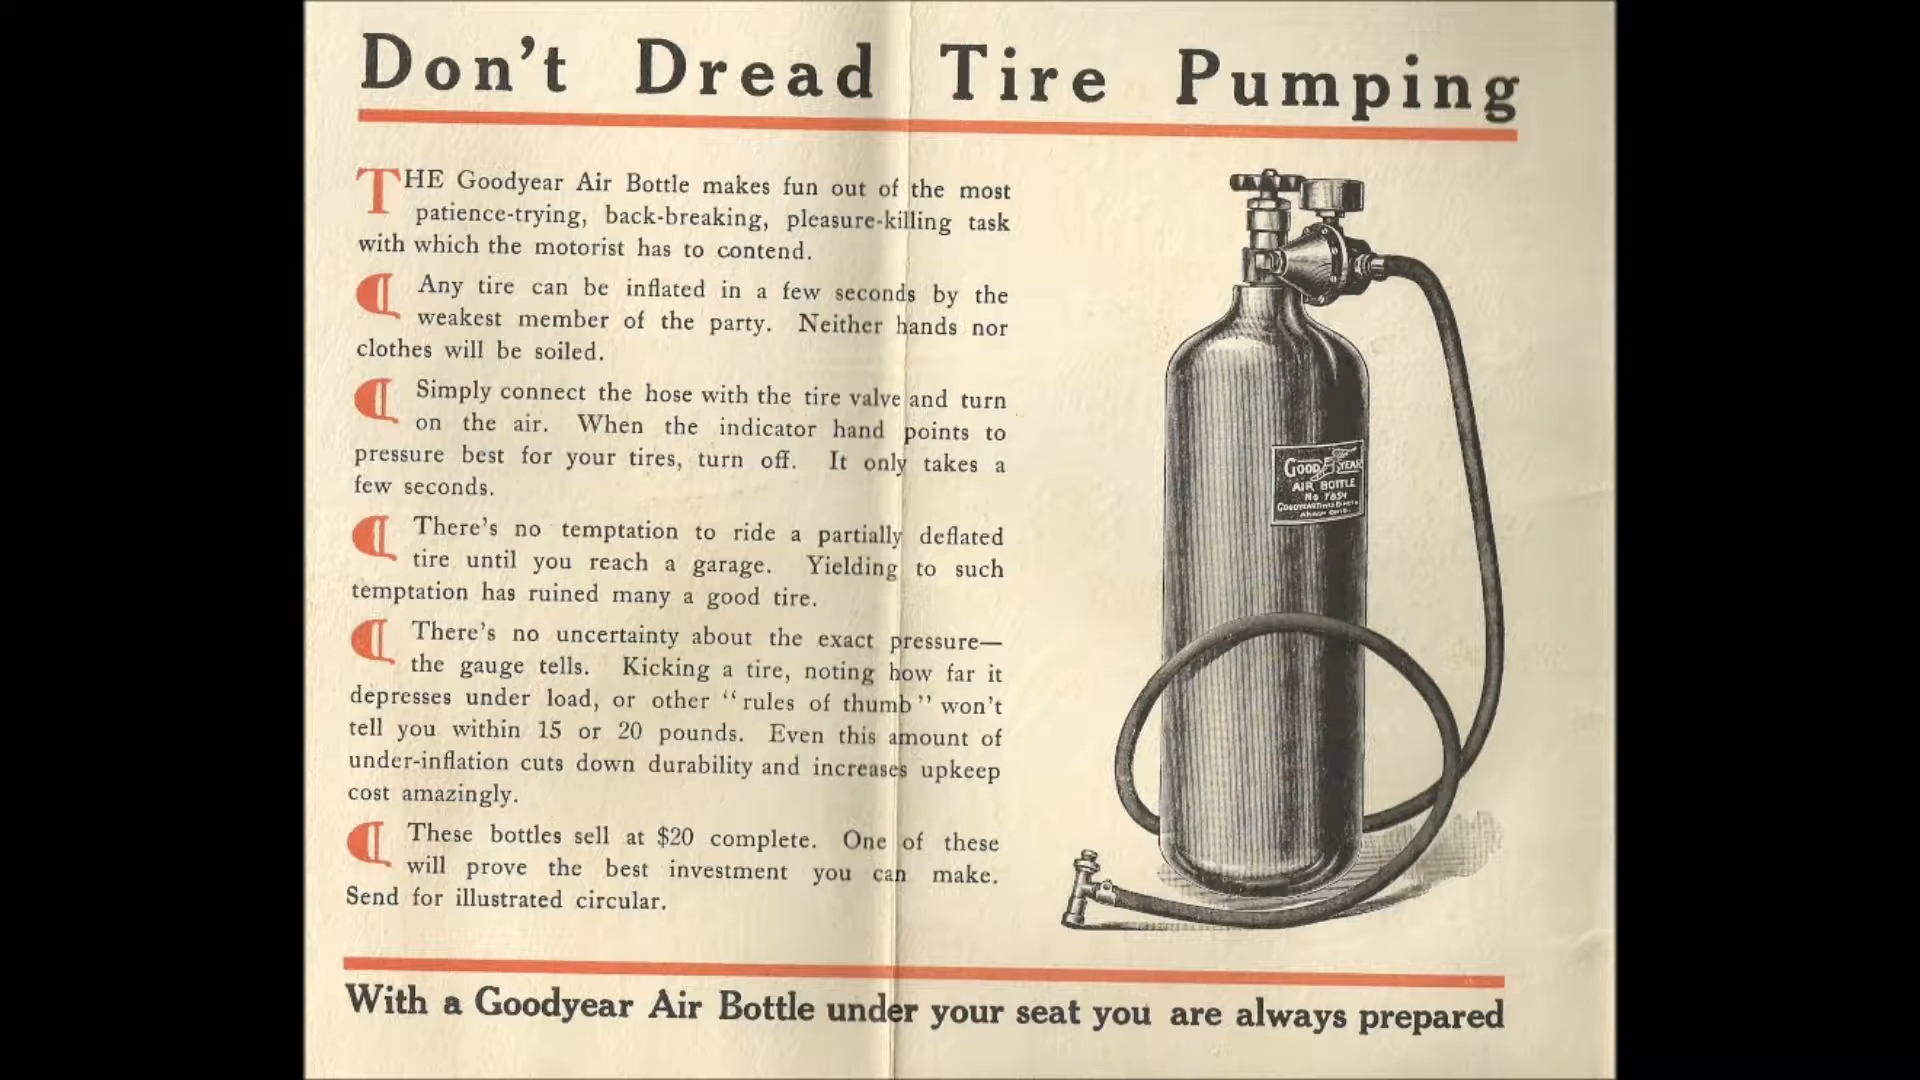 Don't Dread Tire Pumping
THE Goodyear Air Bottle makes fun out of the most
patience-trying, back-breaking, pleasure-killing task
with which the motorist has to contend.
¶ Any tire can be inflated in a few seconds by the
weakest member of the party. Neither hands nor
clothes will be soiled.
¶ Simply connect the hose with the tire valve and turn
on the air. When the indicator hand points to
pressure best for your tires, turn off. It only takes a
few seconds.
¶ There's no temptation to ride a partially deflated
tire until you reach a garage. Yielding to such
temptation has ruined many a good tire.
¶ There's no uncertainty about the exact pressure—
the gauge tells. Kicking a tire, noting how far it
depresses under load, or other "rules of thumb" won't
tell you within 15 or 20 pounds. Even this amount of
under-inflation cuts down durability and increases upkeep
cost amazingly.
¶ These bottles sell at $20 complete. One of these
will prove the best investment you can make.
Send for illustrated circular.
GOODYEAR
AIR BOTTLE
No 7854
AKRON OHIO.
With a Goodyear Air Bottle under your seat you are always prepared